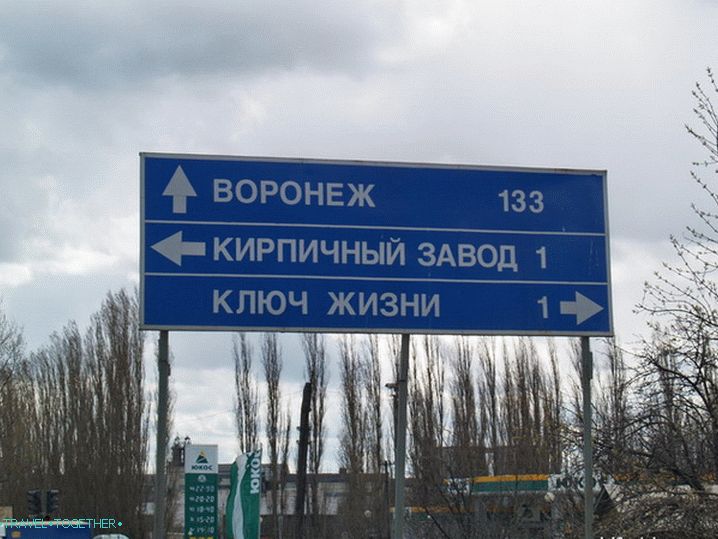 ВОРОНЕЖ 133
КИРПИЧНЫЙ ЗАВОД 1
КЛЮЧ ЖИЗНИ 1
ЮКОС
ЮКОС
TRAVEL-TOGETHER